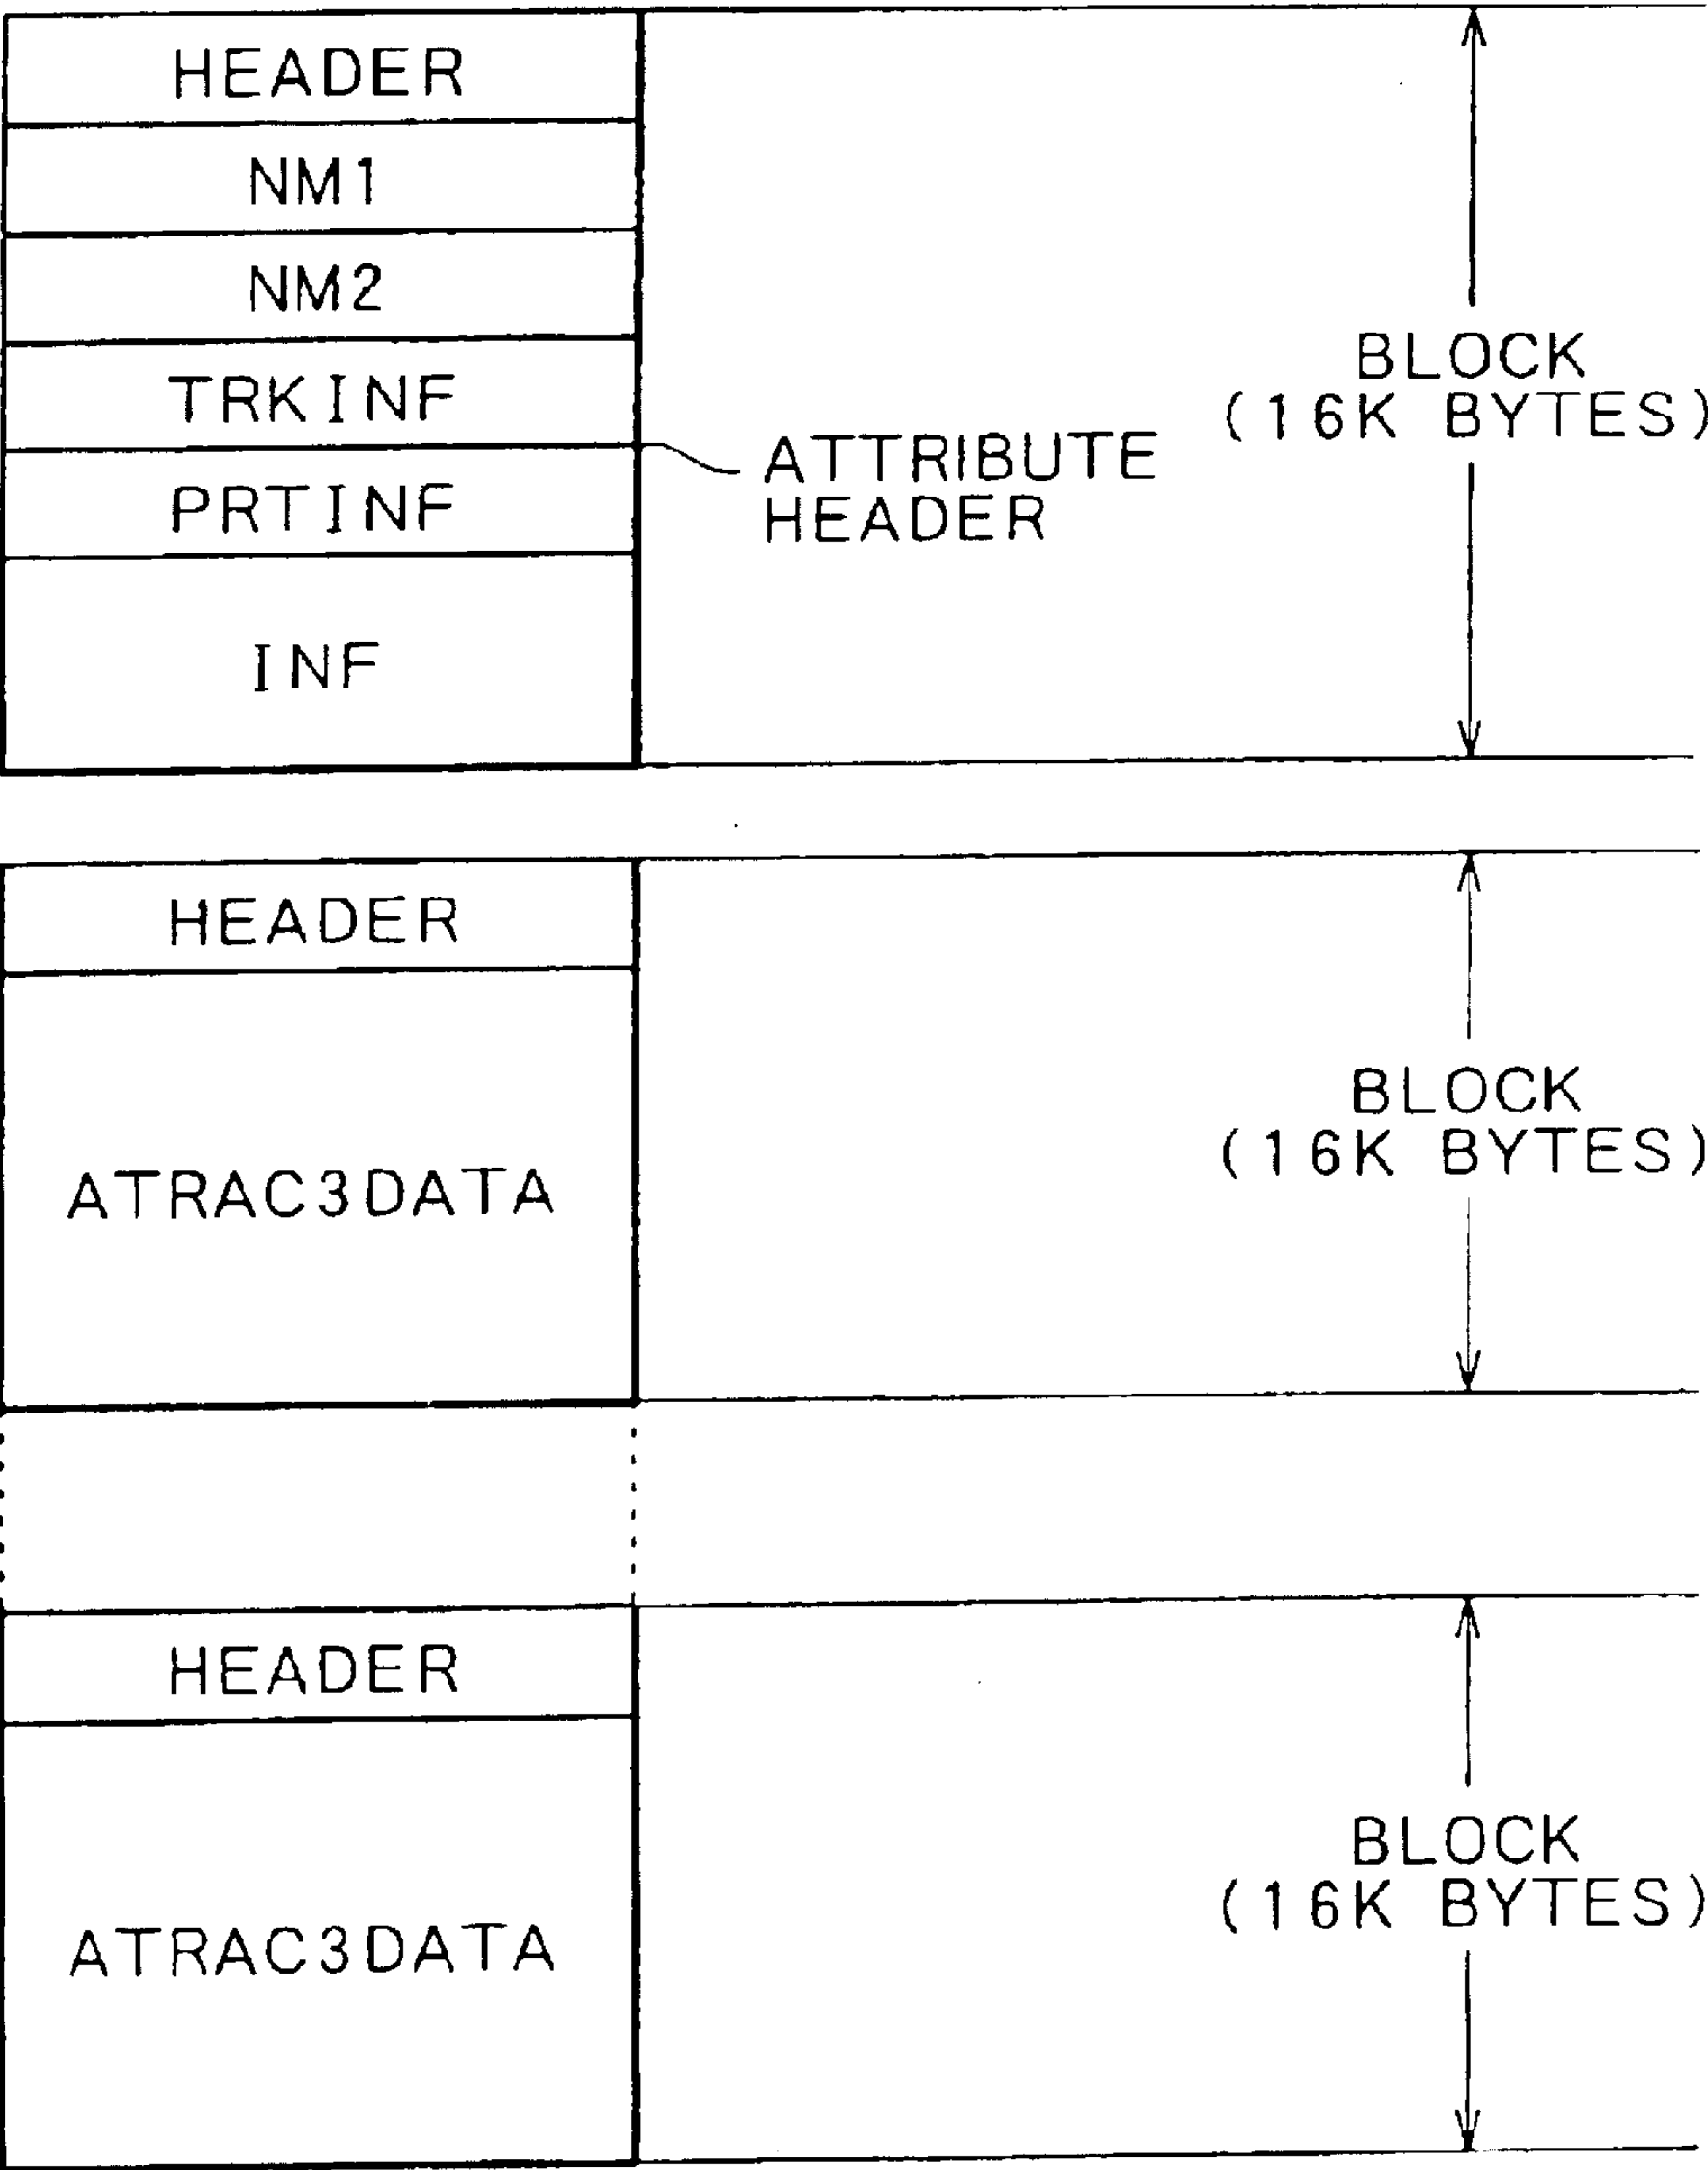 HEADER
NM1
NM2
TRKINF
PRTINF
INF
ATTRIBUTE
HEADER
BLOCK
(16K BYTES)
HEADER
ATRAC3DATA
BLOCK
(16K BYTES)
HEADER
ATRAC3DATA
BLOCK
(16K BYTES)